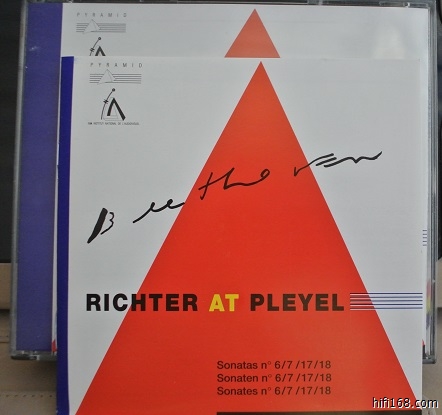 PYRAMID
PYRAMID
Beethoven
RICHTER AT PLEYEL
Sonatas n° 6/7/17/18
Sonaten n° 6/7/17/18
Sonates n° 6/7/17/18
hifi168.com